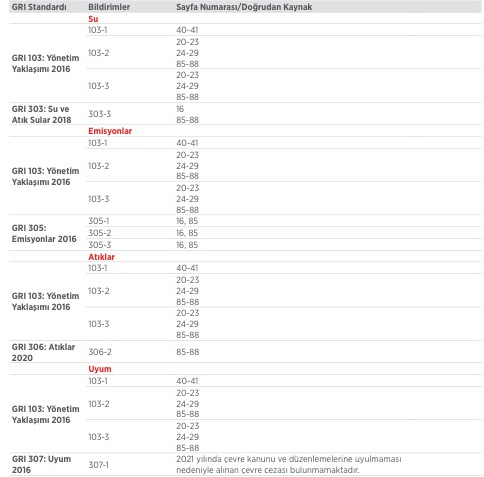 GRI Standardı Bildirimler Sayfa Numarası/Doğrudan Kaynak
Su
GRI 103: Yönetim Yaklaşımı 2016
103-1 40-41
103-2 20-23
24-29
85-88
103-3 20-23
24-29
85-88
GRI 303: Su ve Atık Sular 2018
303-3 16
85-88
Emisyonlar
GRI 103: Yönetim Yaklaşımı 2016
103-1 40-41
103-2 20-23
24-29
85-88
103-3 20-23
24-29
85-88
GRI 305: Emisyonlar 2016
305-1 16, 85
305-2 16, 85
305-3 16, 85
Atıklar
GRI 103: Yönetim Yaklaşımı 2016
103-1 40-41
103-2 20-23
24-29
85-88
103-3 20-23
24-29
85-88
GRI 306: Atıklar 2020
306-2 85-88
Uyum
GRI 103: Yönetim Yaklaşımı 2016
103-1 40-41
103-2 20-23
24-29
85-88
103-3 20-23
24-29
85-88
GRI 307: Uyum 2016
307-1 2021 yılında çevre kanunu ve düzenlemelerine uyulmaması
nedeniyle alınan çevre cezası bulunmamaktadır.